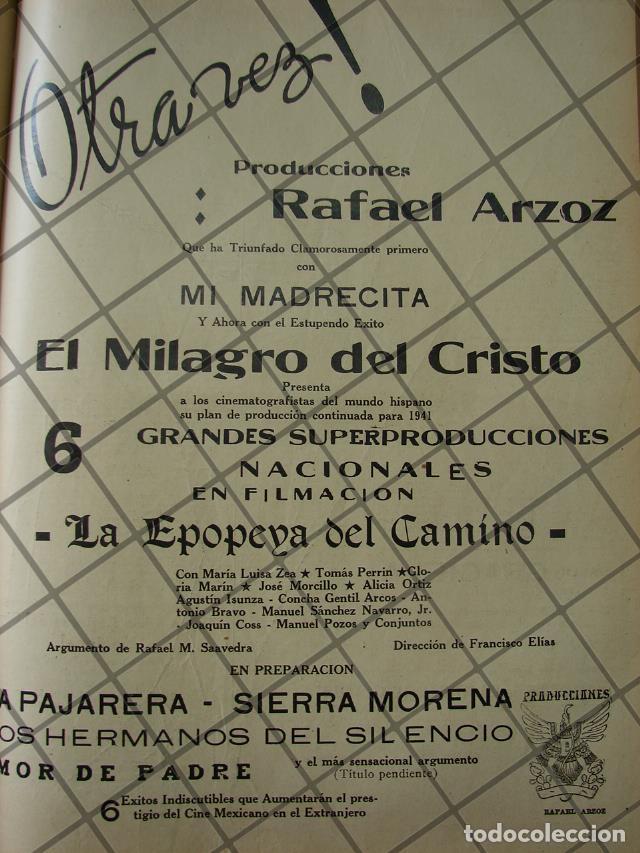 Otra vez!
Producciones
: Rafael Arzoz
Que ha Triunfado Clamorosamente primero
con
MI MADRECITA
Y Ahora con el Estupendo Exito
El Milagro del Cristo
Presenta
a los cinematografistas del mundo hispano
su plan de producción continuada para 1941
6 GRANDES SUPERPRODUCCIONES
NACIONALES
EN FILMACION
- La Epopeya del Camino -
Con María Luisa Zea ★ Tomás Perrin ★ Glo-
ria Marín ★ José Morcillo ★ Alicia Ortiz
Agustín Isunza - Concha Gentil Arcos - An-
tonio Bravo - Manuel Sánchez Navarro, Jr.
- Joaquín Coss - Manuel Pozos y Conjuntos
Argumento de Rafael M. Saavedra
Dirección de Francisco Elías
EN PREPARACION
A PAJARERA - SIERRA MORENA
OS HERMANOS DEL SILENCIO
MOR DE PADRE
y el más sensacional argumento
(Título pendiente)
6 Exitos Indiscutibles que Aumentarán el pres-
tigio del Cine Mexicano en el Extranjero
PRODUCCIONES
RAFAEL ARZOZ
todocoleccion